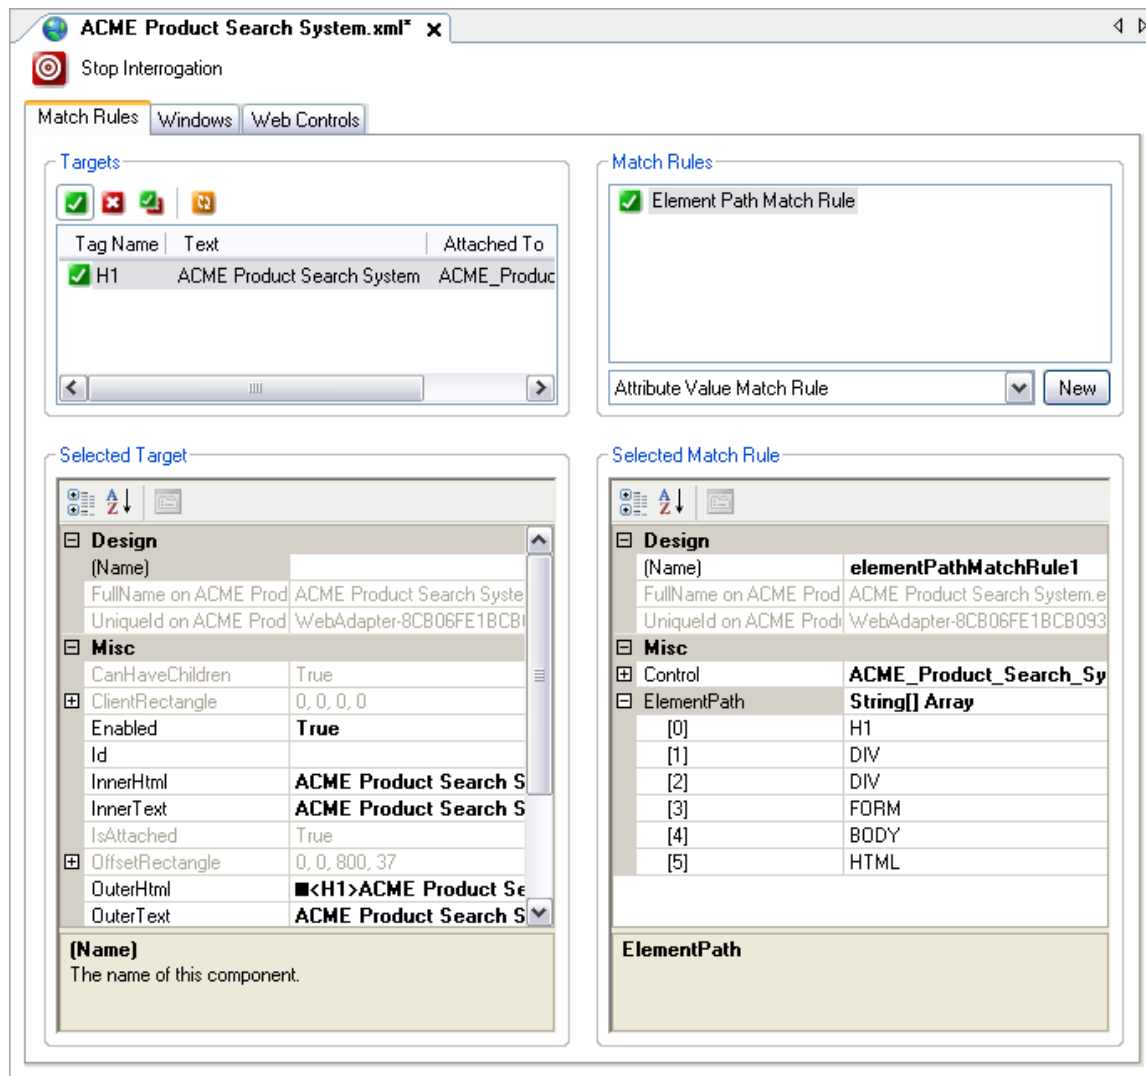 ACME Product Search System.xml*
Stop Interrogation
Match Rules Windows Web Controls
Targets
Tag Name Text Attached To
H1 ACME Product Search System ACME_Produc
Match Rules
Element Path Match Rule
Attribute Value Match Rule New
Selected Target
Design
(Name)
FullName on ACME Prod ACME Product Search Syste
UniqueId on ACME Prod WebAdapter-8CB06FE1BCB
Misc
CanHaveChildren True
ClientRectangle 0, 0, 0, 0
Enabled True
Id
InnerHtml ACME Product Search S
InnerText ACME Product Search S
IsAttached True
OffsetRectangle 0, 0, 800, 37
OuterHtml ■<H1>ACME Product Se
OuterText ACME Product Search S
(Name)
The name of this component.
Selected Match Rule
Design
(Name) elementPathMatchRule1
FullName on ACME Prod ACME Product Search System.e
UniqueId on ACME Prod WebAdapter-8CB06FE1BCB093
Misc
Control ACME_Product_Search_Sy
ElementPath String[] Array
[0] H1
[1] DIV
[2] DIV
[3] FORM
[4] BODY
[5] HTML
ElementPath